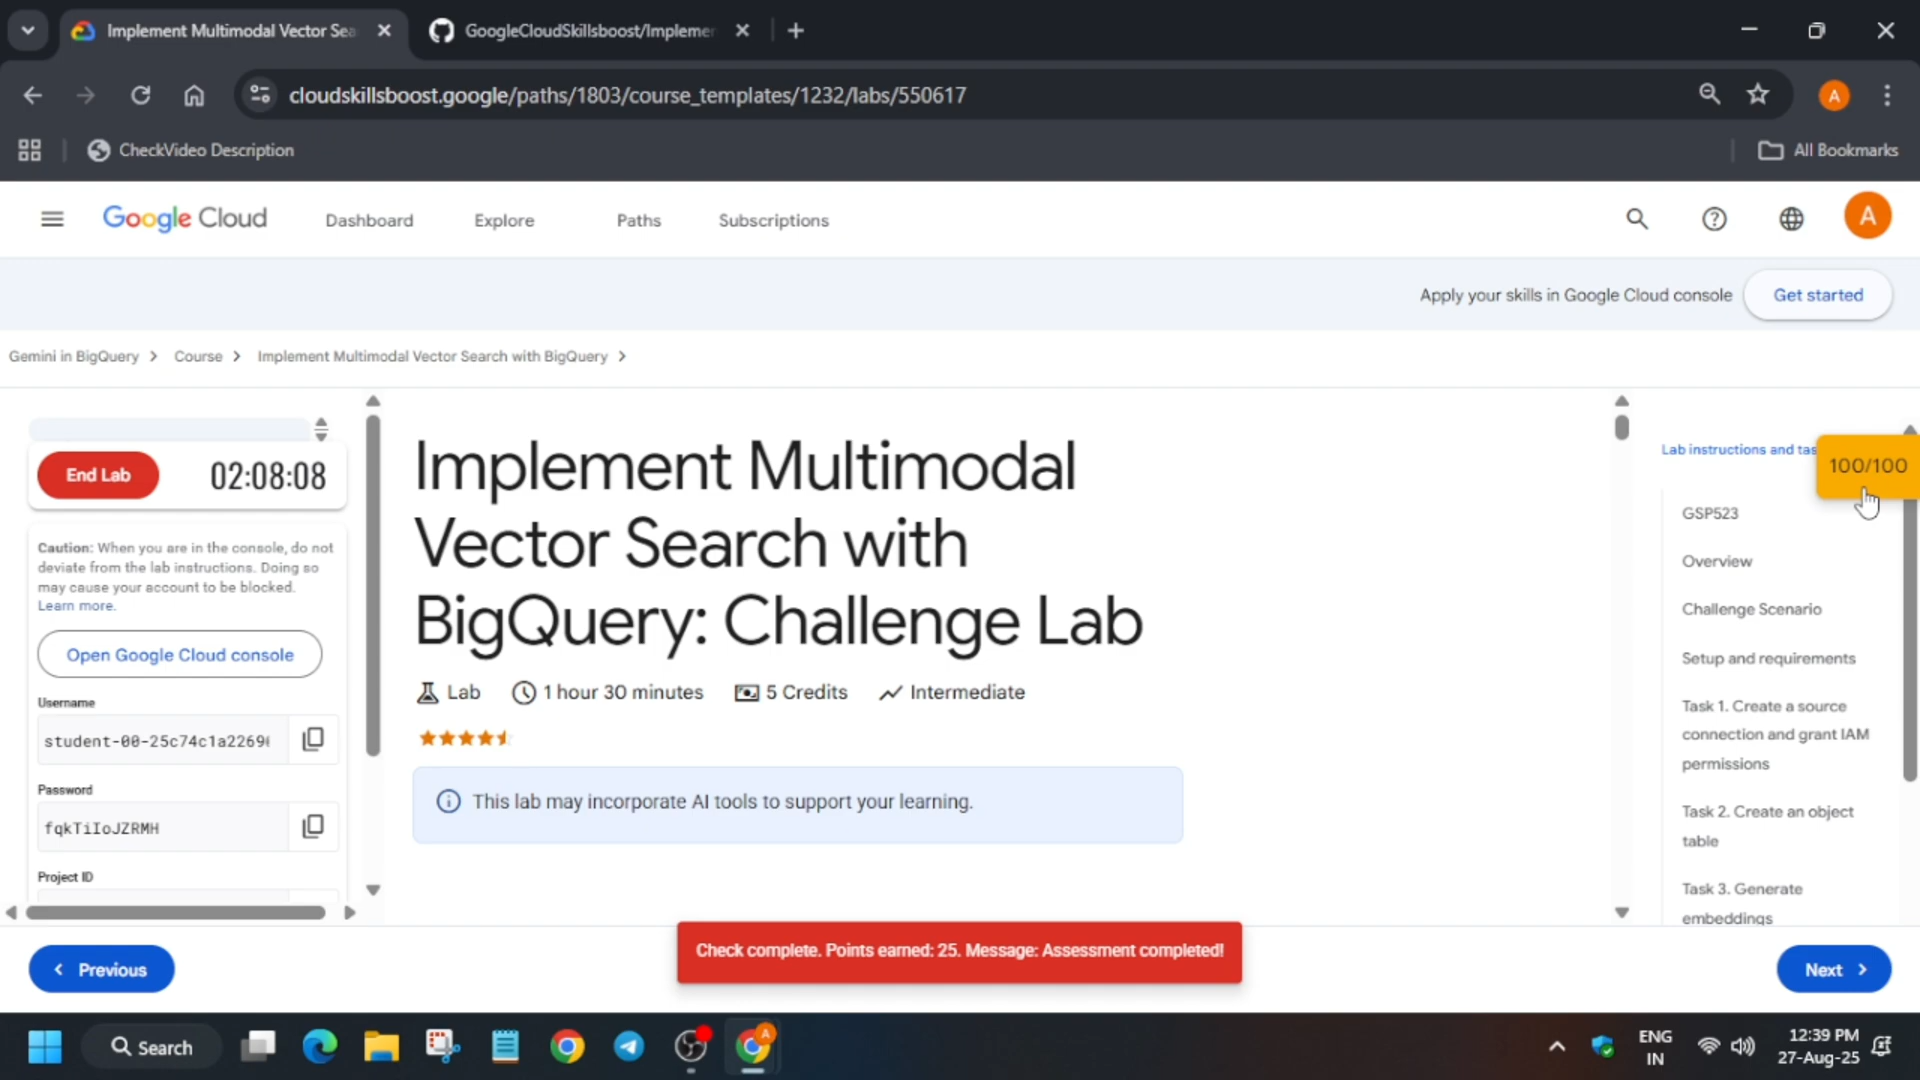 Implement Multimodal Vector Sea
GoogleCloudSkillsboost/Implemen
cloudskillsboost.google/paths/1803/course_templates/1232/labs/550617
A
CheckVideo Description
All Bookmarks
Google Cloud
Dashboard
Explore
Paths
Subscriptions
A
Apply your skills in Google Cloud console
Get started
Gemini in BigQuery
Course
Implement Multimodal Vector Search with BigQuery
End Lab
02:08:08
Caution: When you are in the console, do not
deviate from the lab instructions. Doing so
may cause your account to be blocked.
Learn more.
Open Google Cloud console
Username
student-00-25c74c1a2269
Password
fqkTiIoJZRMH
Project ID
Implement Multimodal
Vector Search with
BigQuery: Challenge Lab
Lab
1 hour 30 minutes
5 Credits
Intermediate
This lab may incorporate AI tools to support your learning.
Lab instructions and tas
100/100
GSP523
Overview
Challenge Scenario
Setup and requirements
Task 1. Create a source
connection and grant IAM
permissions
Task 2. Create an object
table
Task 3. Generate
embeddings
Previous
Check complete. Points earned: 25. Message: Assessment completed!
Next
Search
A
ENG
IN
12:39 PM
27-Aug-25